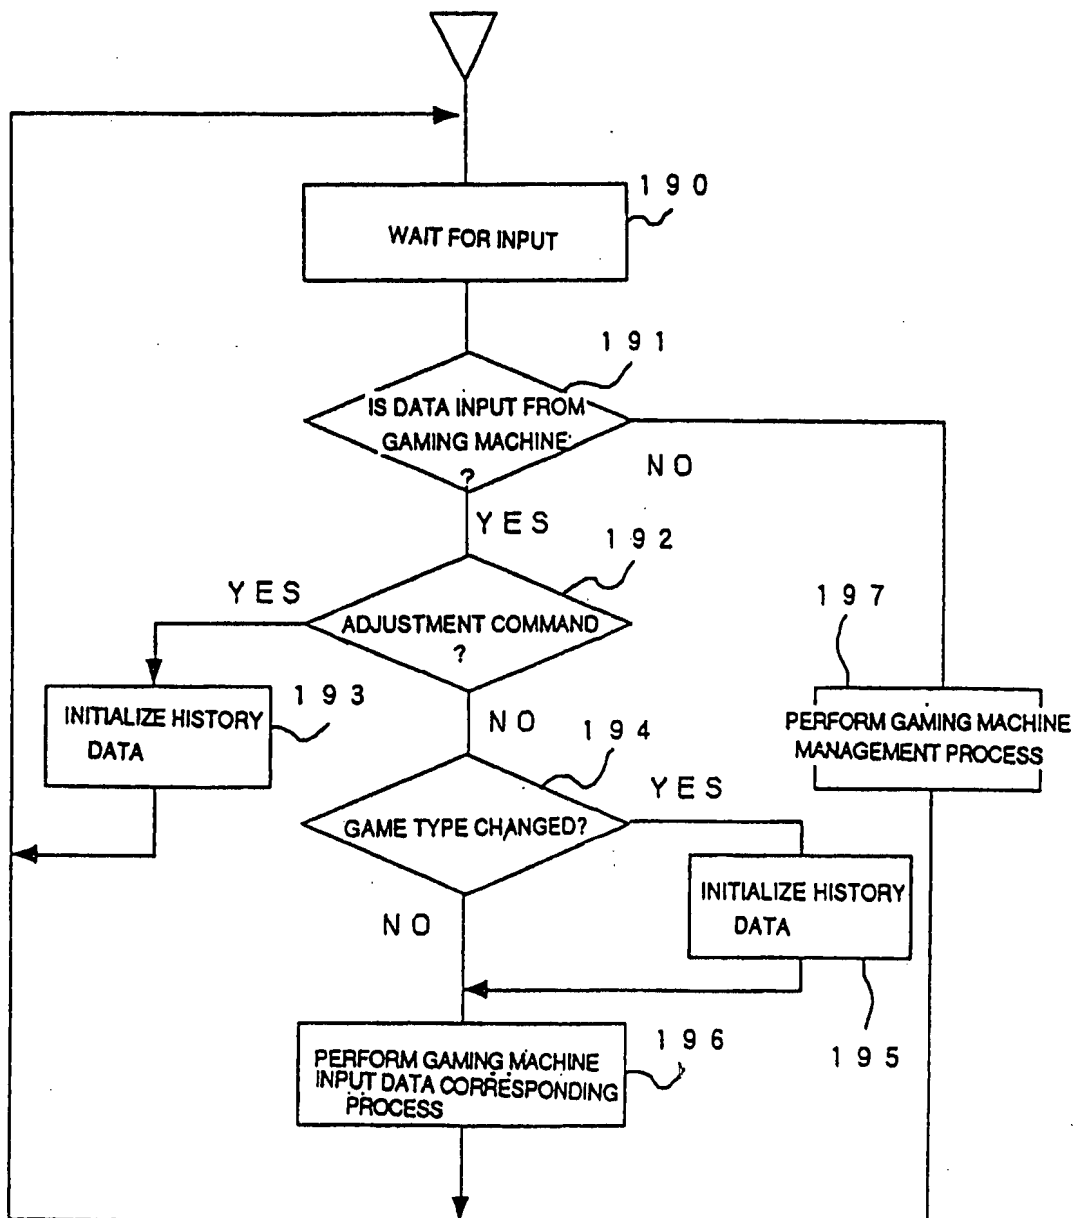 190
WAIT FOR INPUT
191
IS DATA INPUT FROM
GAMING MACHINE
?
NO
YES
192
YES
ADJUSTMENT COMMAND
?
197
193
INITIALIZE HISTORY
DATA
NO
194
PERFORM GAMING MACHINE
MANAGEMENT PROCESS
YES
GAME TYPE CHANGED?
INITIALIZE HISTORY
DATA
NO
195
196
PERFORM GAMING MACHINE
INPUT DATA CORRESPONDING
PROCESS